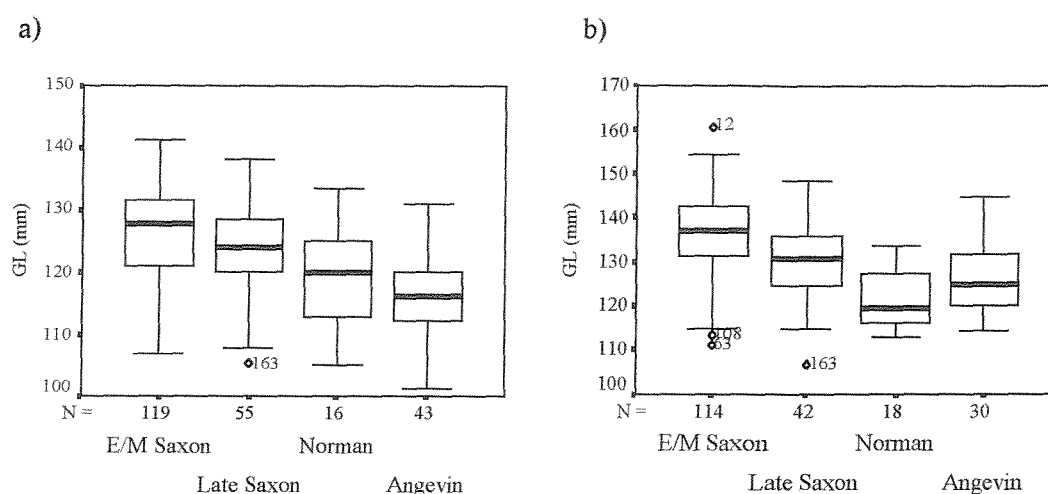 a)
150
140
130
120
110
100
GL (mm)
163
N = 119 55 16 43
E/M Saxon Norman
Late Saxon Angevin
b)
170
160
150
140
130
120
110
100
GL (mm)
12
108
63
163
N = 114 42 18 30
E/M Saxon Norman
Late Saxon Angevin